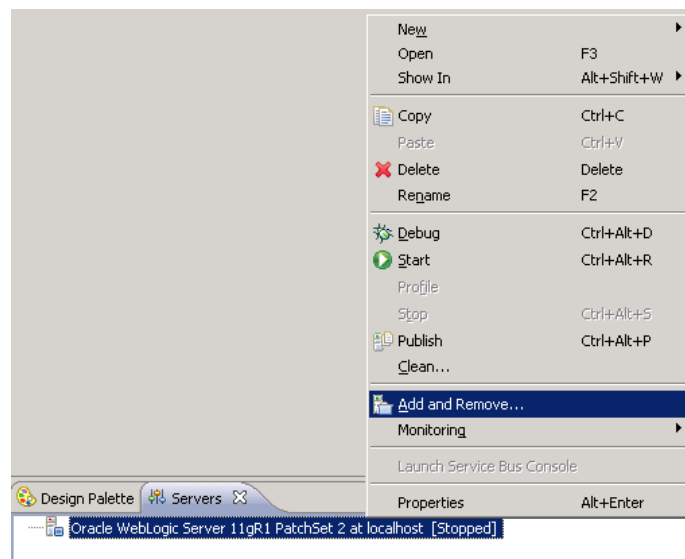 New
Open F3
Show In Alt+Shift+W
Copy Ctrl+C
Paste Ctrl+V
Delete Delete
Rename F2
Debug Ctrl+Alt+D
Start Ctrl+Alt+R
Profile
Stop Ctrl+Alt+S
Publish Ctrl+Alt+P
Clean...
Add and Remove...
Monitoring
Launch Service Bus Console
Properties Alt+Enter
Design Palette Servers
Oracle WebLogic Server 11gR1 PatchSet 2 at localhost [Stopped]